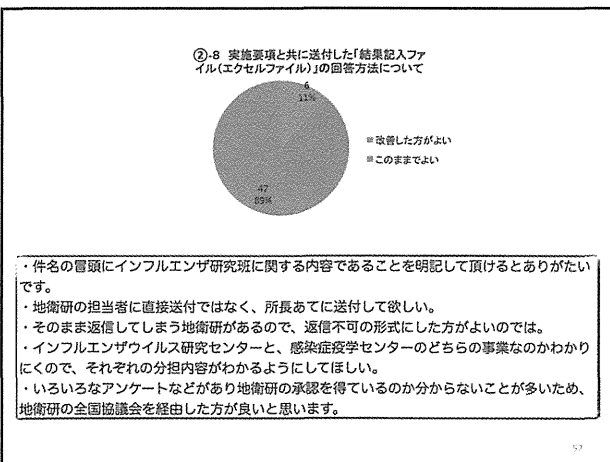 ②-8 実施要項と共に送付した「結果記入ファ
イル(エクセルファイル)」の回答方法について
6
11%
改善した方がよい
このままでよい
47
89%
・件名の冒頭にインフルエンザ研究班に関する内容であることを明記して頂けるとありがたい
です。
・地衛研の担当者に直接送付ではなく、所長あてに送付して欲しい。
・そのまま返信してしまう地衛研があるので、返信不可の形式にした方がよいのでは。
・インフルエンザウイルス研究センターと、感染症疫学センターのどちらの事業なのかわかり
にくので、それぞれの分担内容がわかるようにしてほしい。
・いろいろなアンケートなどがあり地衛研の承認を得ているのか分からないことが多いため、
地衛研の全国協議会を経由した方が良いと思います。
57